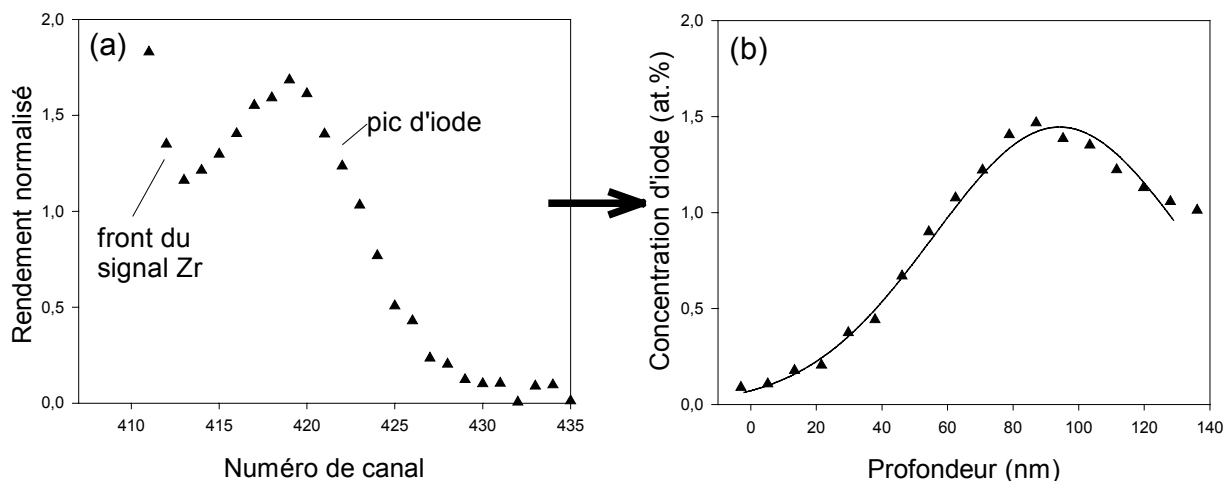 (a)
2,0
1,5
1,0
0,5
0,0
Rendement normalisé
pic d'iode
front du
signal Zr
410
415
420
425
430
435
Numéro de canal
(b)
2,0
1,5
1,0
0,5
0,0
Concentration d'iode (at.%)
0
20
40
60
80
100
120
140
Profondeur (nm)